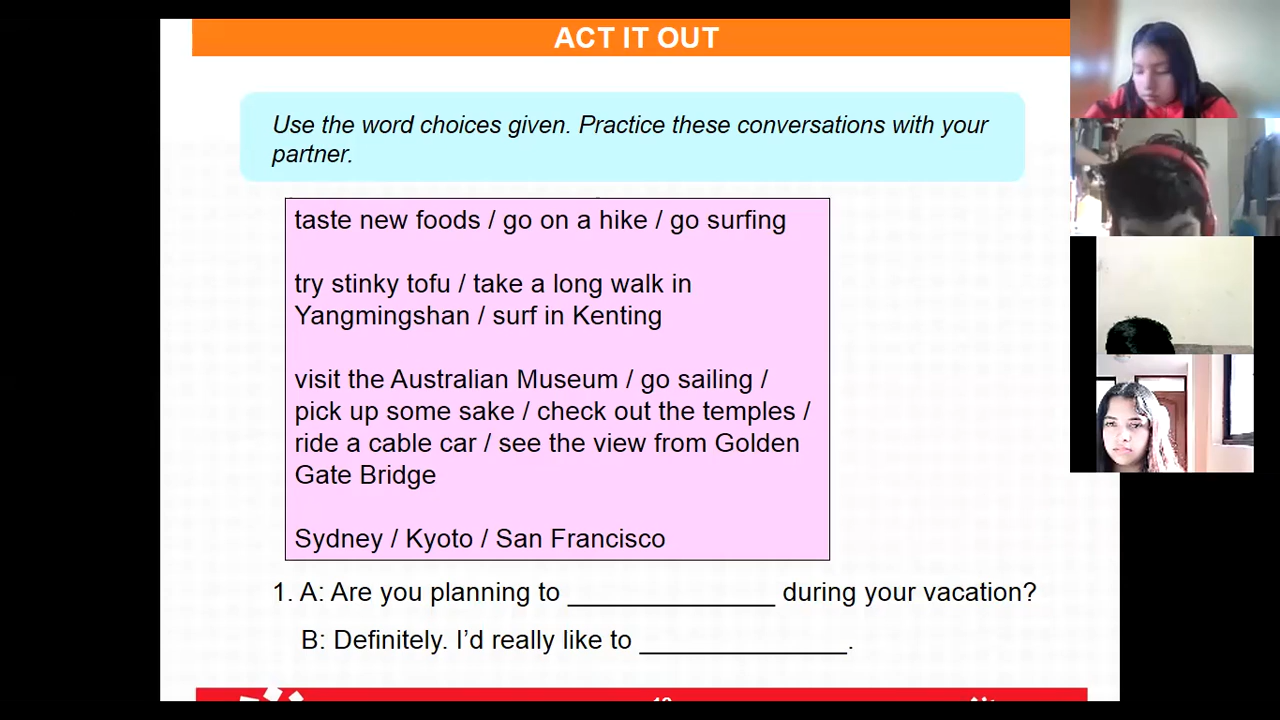 ACT IT OUT
Use the word choices given. Practice these conversations with your
partner.
taste new foods / go on a hike / go surfing
try stinky tofu / take a long walk in
Yangmingshan / surf in Kenting
visit the Australian Museum / go sailing /
pick up some sake / check out the temples /
ride a cable car / see the view from Golden
Gate Bridge
Sydney / Kyoto / San Francisco
1. A: Are you planning to ______________ during your vacation?
B: Definitely. I’d really like to ______________.